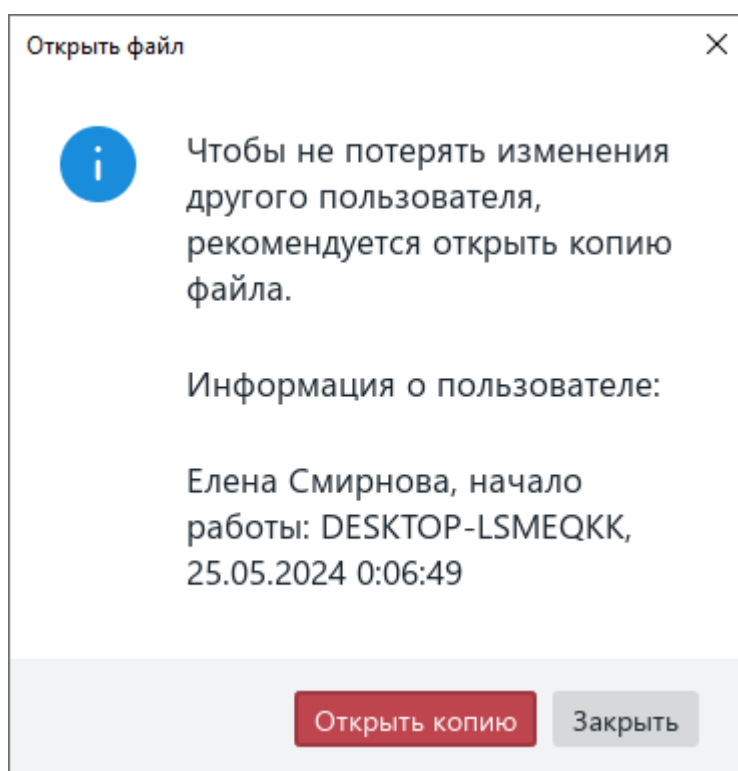 Открыть файл
Чтобы не потерять изменения
другого пользователя,
рекомендуется открыть копию
файла.
Информация о пользователе:
Елена Смирнова, начало
работы: DESKTOP-LSMEQKK,
25.05.2024 0:06:49
Открыть копию
Закрыть